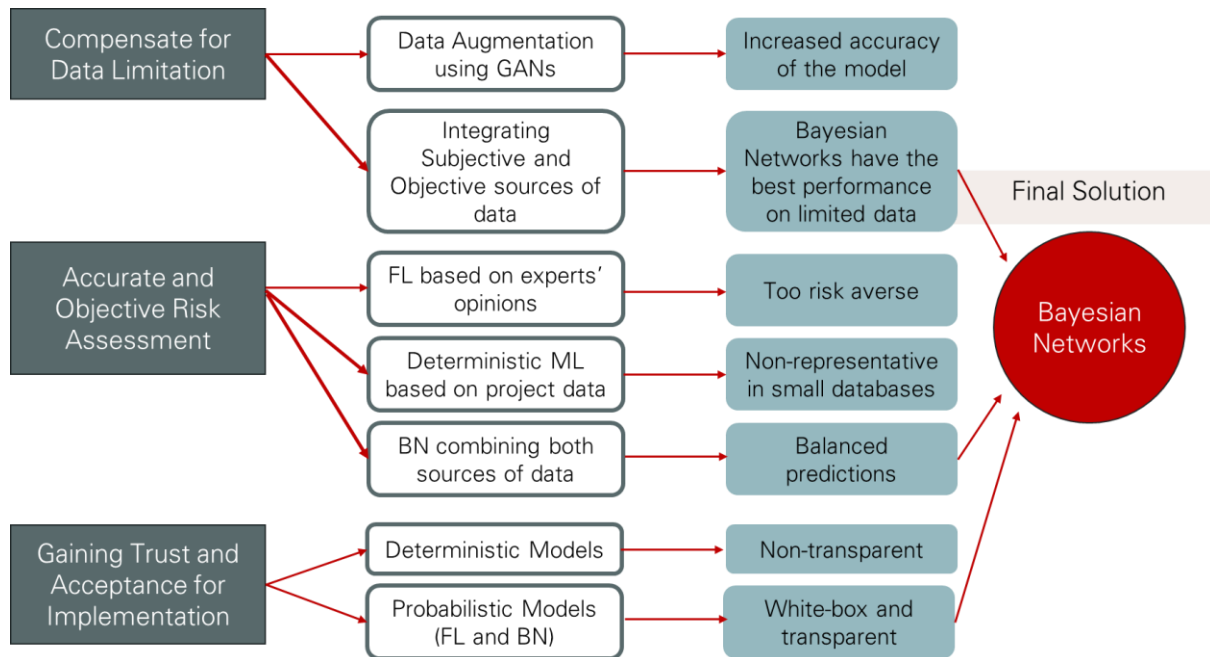 Compensate for
Data Limitation
Data Augmentation
using GANs
Increased accuracy
of the model
Integrating
Subjective and
Objective sources of
data
Bayesian
Networks have the
best performance
on limited data
Final Solution
Bayesian
Networks
Accurate and
Objective Risk
Assessment
FL based on experts’
opinions
Too risk averse
Deterministic ML
based on project data
Non-representative
in small databases
BN combining both
sources of data
Balanced
predictions
Gaining Trust and
Acceptance for
Implementation
Deterministic Models
Non-transparent
Probabilistic Models
(FL and BN)
White-box and
transparent